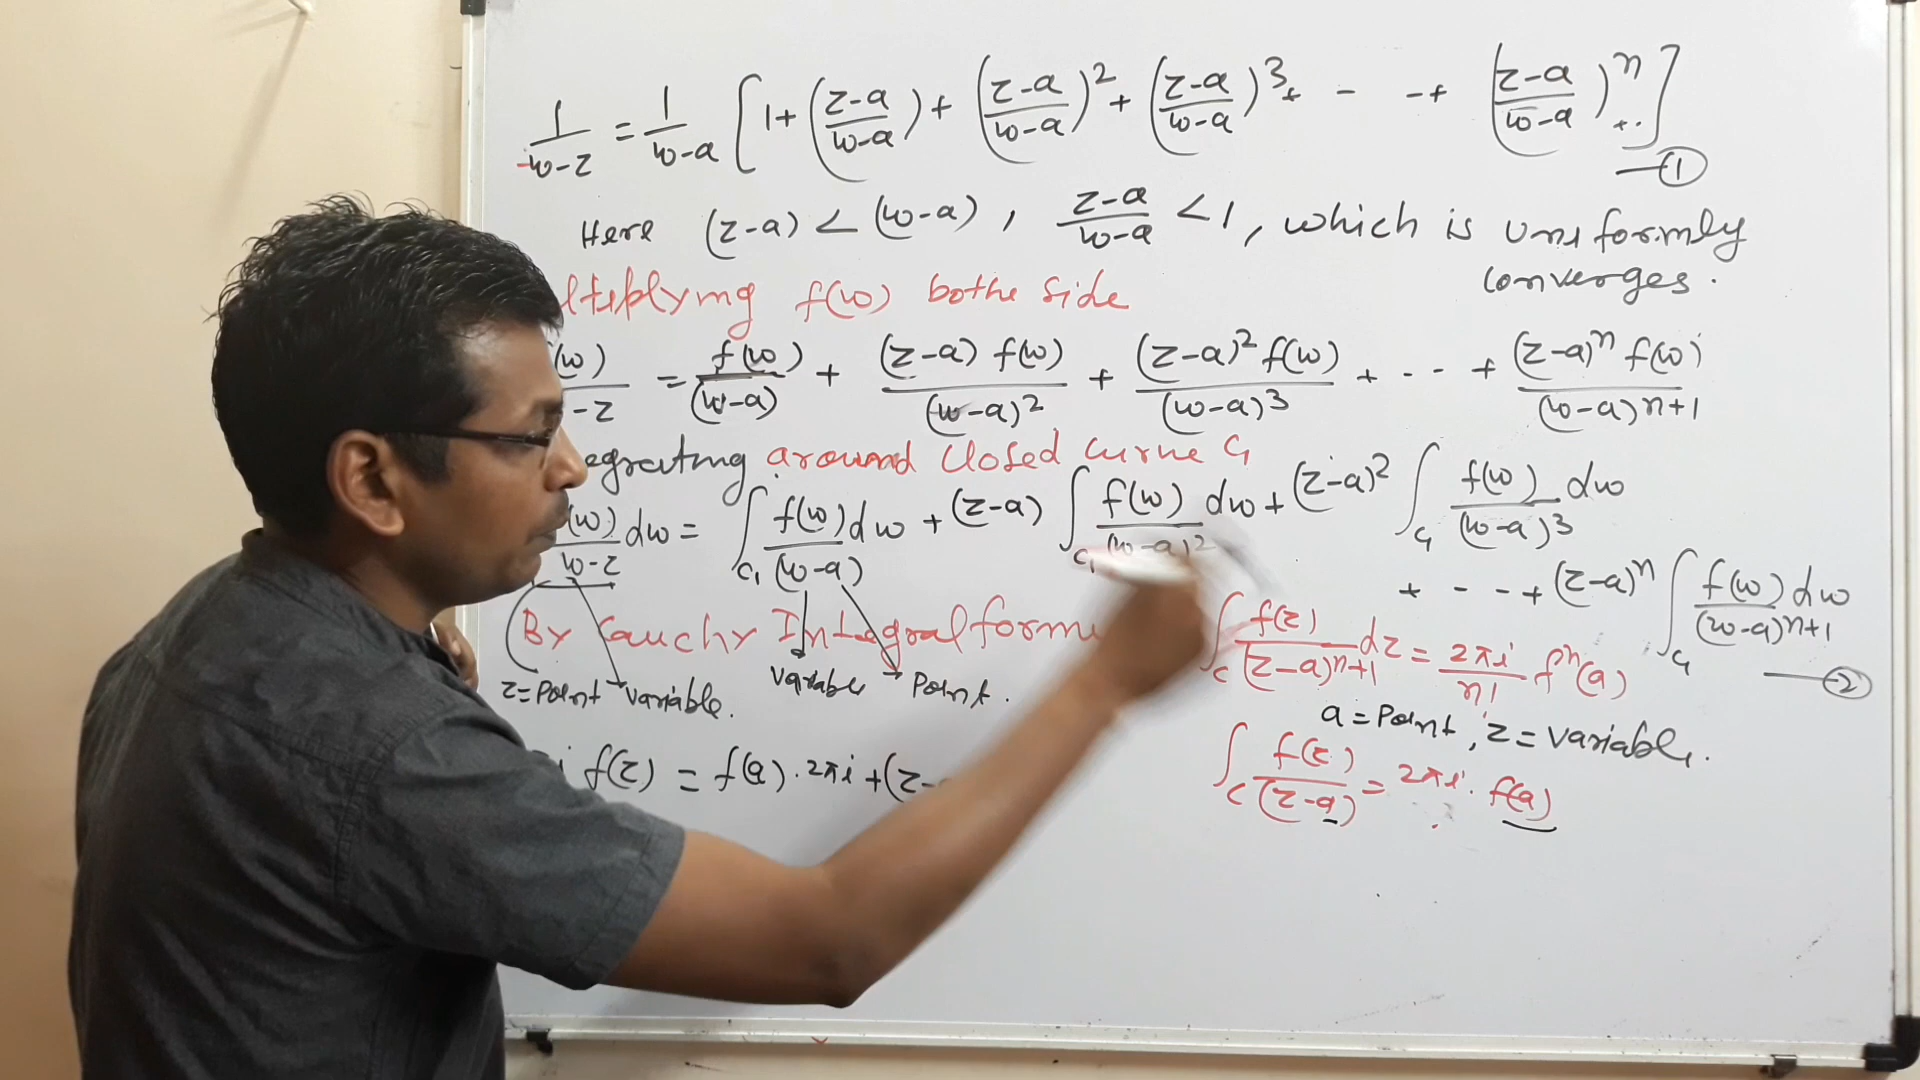 1/(w-z) = 1/(w-a) [1+((z-a)/(w-a)) + ((z-a)/(w-a))^2 + ((z-a)/(w-a))^3 + - -+ ((z-a)/(w-a))^n +..] —①
Here (z-a) < (w-a) , (z-a)/(w-a) <1, which is uniformly
converges.
ltiplying f(w) bothe side
(w)/-z = f(w)/(w-a) + (z-a) f(w)/(w-a)^2 + (z-a)^2 f(w)/(w-a)^3 + - - + (z-a)^n f(w)/(w-a)^n+1
egrating around closed curve C₁
(w)/(w-z) dw = ∫C₁ f(w)/(w-a) dw + (z-a) ∫C₁ f(w)/(w-a)^2 dw + (z-a)^2 ∫C₁ f(w)/(w-a)^3 dw
+ - - -+ (z-a)^n ∫C₁ f(w)/(w-a)^n+1 dw —②
By Cauchy Integral formu
∫C f(z)/(z-a)^n+1 dz = 2πi/n! f^n(a)
z=Point variable. variable Point.
a = Point, z = variable.
i f(z) = f(a).2πi +(z-
∫C f(z)/(z-a) = 2πi. f(a)